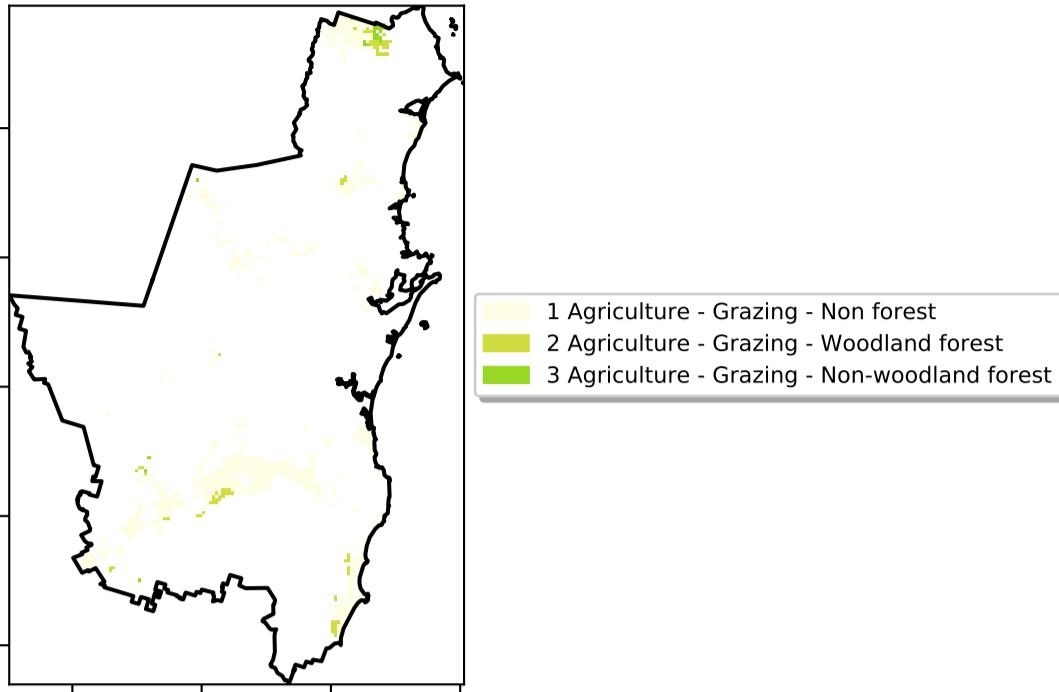 1 Agriculture - Grazing - Non forest
2 Agriculture - Grazing - Woodland forest
3 Agriculture - Grazing - Non-woodland forest